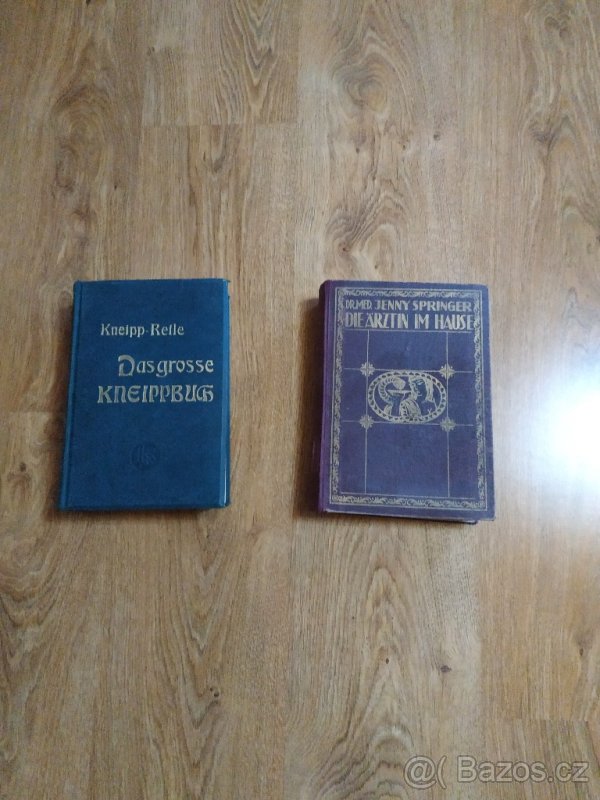 Kneipp-Reile
Das grosse
KNEIPPBUCH
DR.MED. JENNY SPRINGER
DIE ÄRZTIN IM HAUSE
Bazos.cz